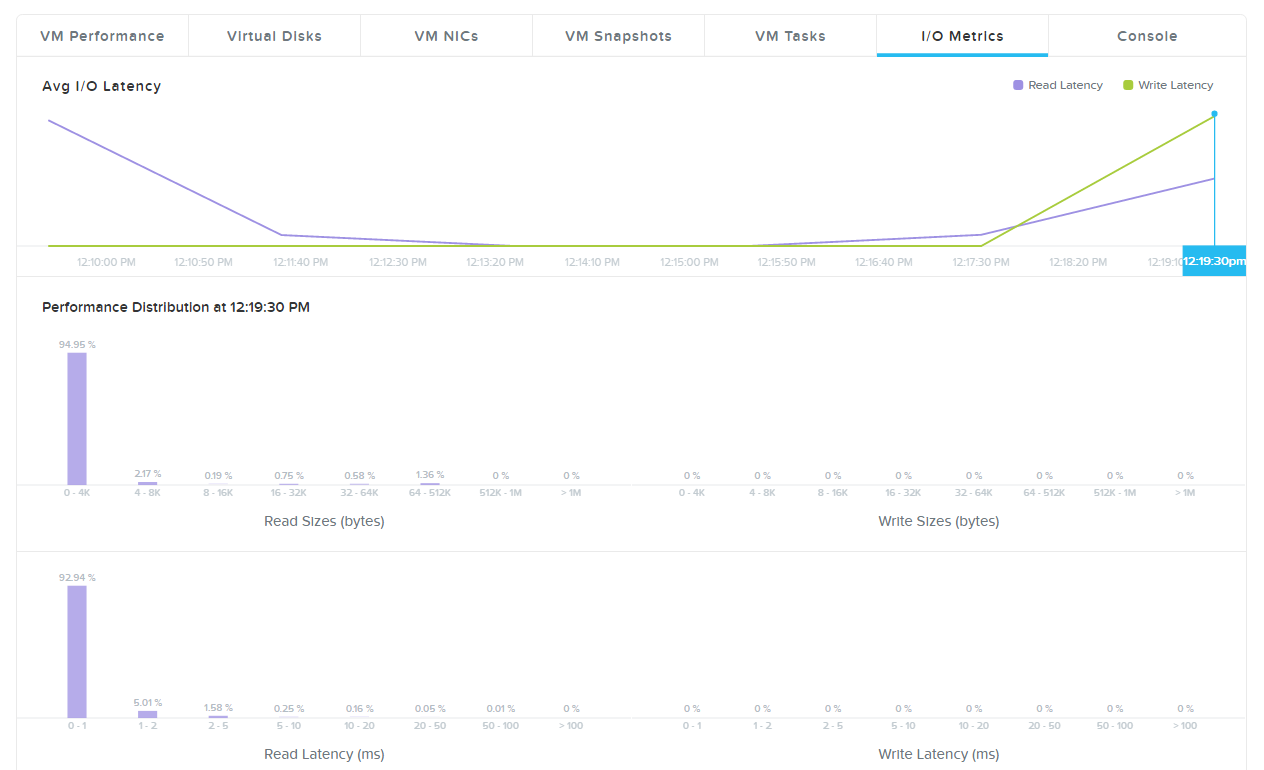 VM Performance Virtual Disks VM NICs VM Snapshots VM Tasks I/O Metrics Console
Avg I/O Latency Read Latency Write Latency
12:10:00 PM 12:10:50 PM 12:11:40 PM 12:12:30 PM 12:13:20 PM 12:14:10 PM 12:15:00 PM 12:15:50 PM 12:16:40 PM 12:17:30 PM 12:18:20 PM 12:19:10 12:19:30pm
Performance Distribution at 12:19:30 PM
94.95 %
2.17 % 0.19 % 0.75 % 0.58 % 1.36 % 0 % 0 % 0 % 0 % 0 % 0 % 0 % 0 % 0 % 0 %
0 - 4K 4 - 8K 8 - 16K 16 - 32K 32 - 64K 64 - 512K 512K - 1M > 1M 0 - 4K 4 - 8K 8 - 16K 16 - 32K 32 - 64K 64 - 512K 512K - 1M > 1M
Read Sizes (bytes) Write Sizes (bytes)
92.94 %
5.01 % 1.58 % 0.25 % 0.16 % 0.05 % 0.01 % 0 % 0 % 0 % 0 % 0 % 0 % 0 % 0 % 0 %
0 - 1 1 - 2 2 - 5 5 - 10 10 - 20 20 - 50 50 - 100 > 100 0 - 1 1 - 2 2 - 5 5 - 10 10 - 20 20 - 50 50 - 100 > 100
Read Latency (ms) Write Latency (ms)